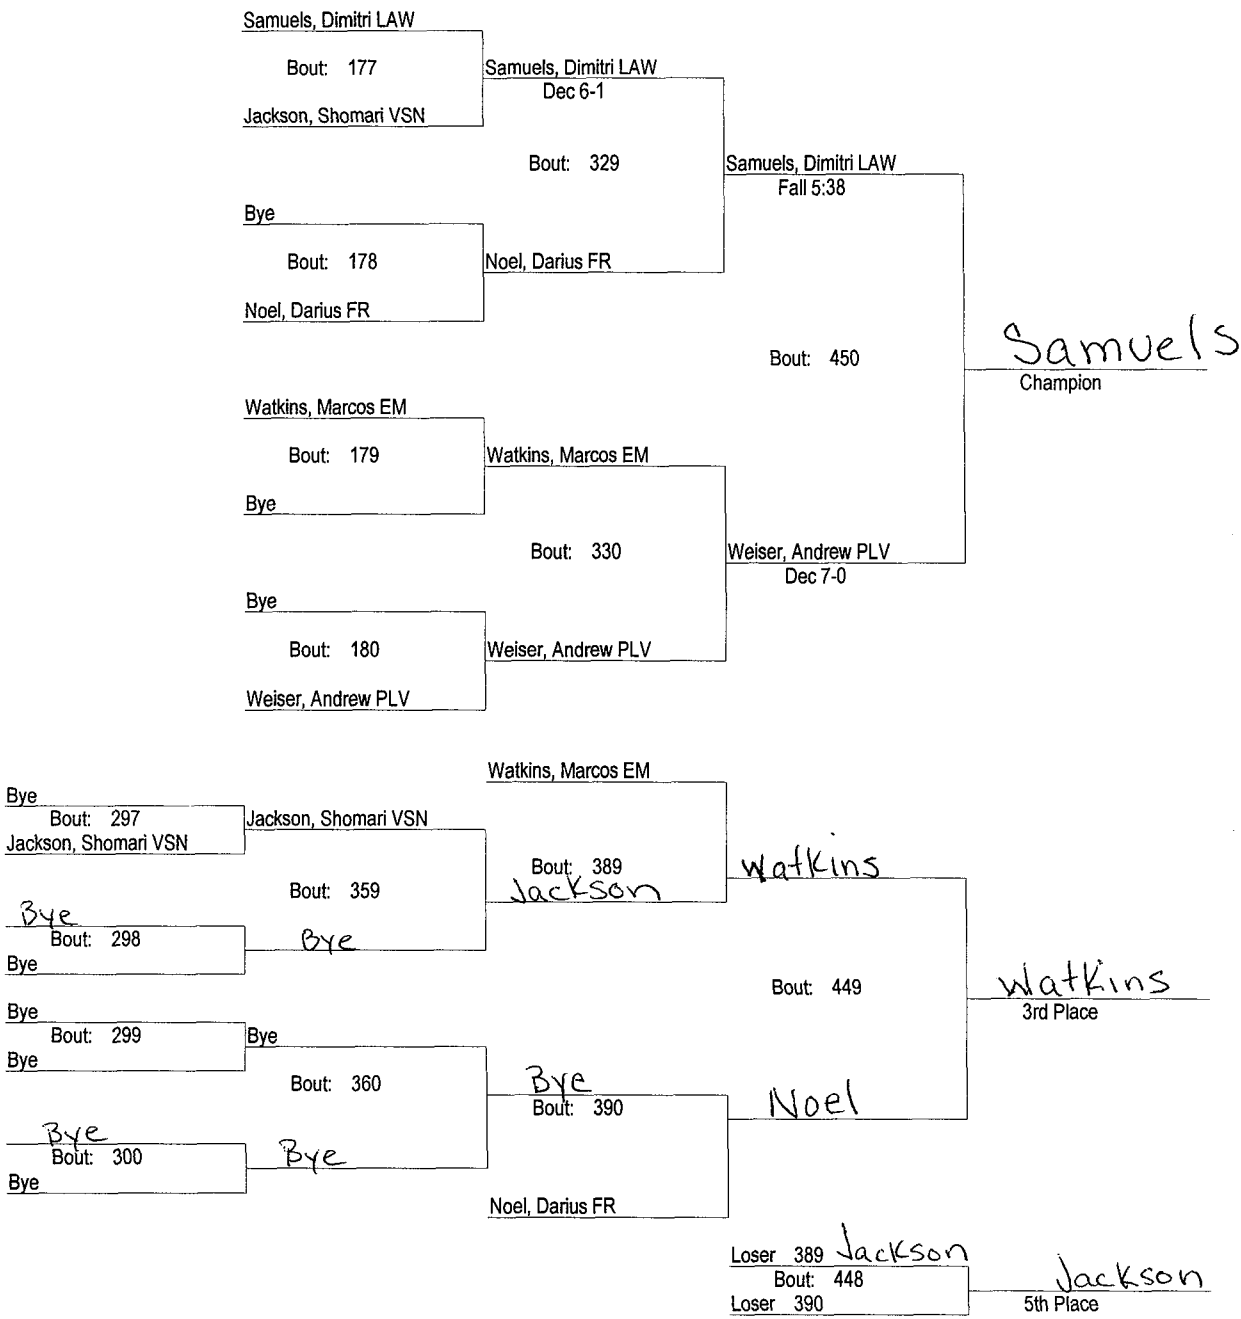 Samuels, Dimitri LAW
Bout: 177
Samuels, Dimitri LAW
Dec 6-1
Jackson, Shomari VSN
Bout: 329
Samuels, Dimitri LAW
Fall 5:38
Bye
Bout: 178
Noel, Darius FR
Noel, Darius FR
Bout: 450
Samuels
Champion
Watkins, Marcos EM
Bout: 179
Watkins, Marcos EM
Bye
Bout: 330
Weiser, Andrew PLV
Dec 7-0
Bye
Bout: 180
Weiser, Andrew PLV
Weiser, Andrew PLV
Watkins, Marcos EM
Bye
Bout: 297
Jackson, Shomari VSN
Jackson, Shomari VSN
Bout: 389
Watkins
Bout: 359
Jackson
Bye
Bout: 298
Bye
Bye
Bout: 449
Watkins
3rd Place
Bye
Bout: 299
Bye
Bye
Bout: 360
Bye
Bout: 390
Noel
Bye
Bout: 300
Bye
Bye
Noel, Darius FR
Loser 389 Jackson
Bout: 448
Jackson
Loser 390
5th Place